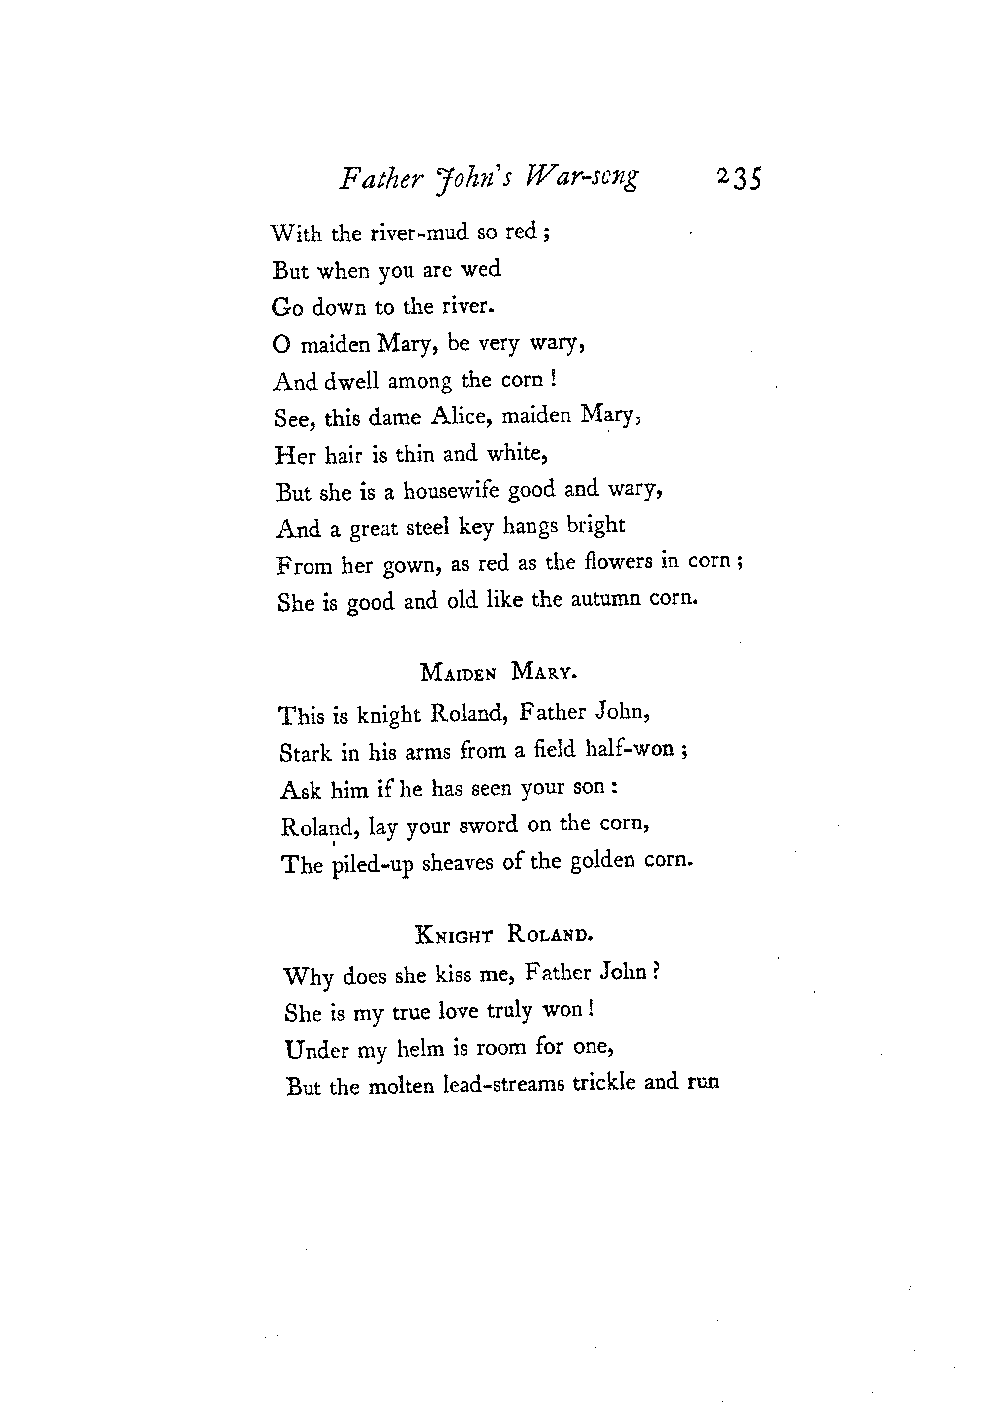 Father John's War-song 235
With the river-mud so red ;
But when you are wed
Go down to the river.
O maiden Mary, be very wary,
And dwell among the corn !
See, this dame Alice, maiden Mary,
Her hair is thin and white,
But she is a housewife good and wary,
And a great steel key hangs bright
From her gown, as red as the flowers in corn ;
She is good and old like the autumn corn.
MAIDEN MARY.
This is knight Roland, Father John,
Stark in his arms from a field half-won ;
Ask him if he has seen your son :
Roland, lay your sword on the corn,
The piled-up sheaves of the golden corn.
KNIGHT ROLAND.
Why does she kiss me, Father John ?
She is my true love truly won !
Under my helm is room for one,
But the molten lead-streams trickle and run